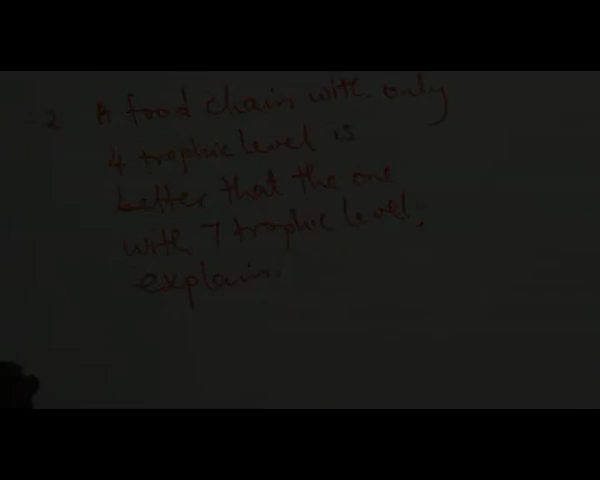 2 A food chain with only
4 trophic level is
better that the one
with 7 trophic level,
explain.